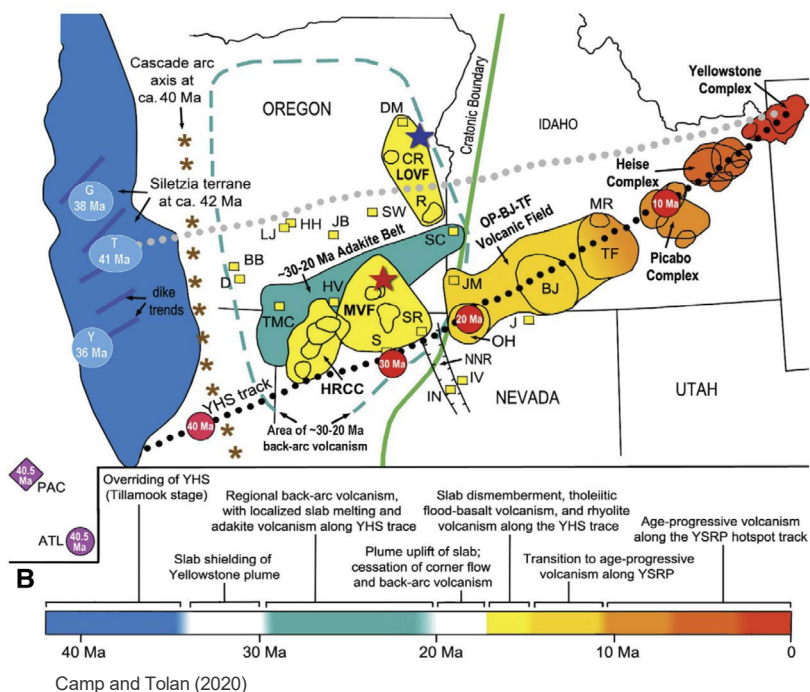 Cascade arc
axis at
ca. 40 Ma
OREGON
DM
Cratonic Boundary
IDAHO
Yellowstone
Complex
CR
LOVF
Heise
Complex
Siletzia terrane
at ca. 42 Ma
G
38 Ma
R
OP-BJ-TF
Volcanic Field
MR
10 Ma
SW
HH
JB
LJ
T
41 Ma
~30-20 Ma Adakite Belt
SC
TF
Picabo
Complex
BB
D
HV
JM
BJ
dike
trends
TMC
MVF
SR
20 Ma
J
Y
36 Ma
S
OH
30 Ma
NNR
HRCC
IV
IN
NEVADA
UTAH
YHS track
40 Ma
Area of ~30-20 Ma
back-arc volcanism
40.5
Ma
PAC
ATL
40.5
Ma
Overriding of YHS
(Tillamook stage)
Regional back-arc volcanism,
with localized slab melting and
adakite volcanism along YHS trace
Slab dismemberment, tholeiitic
flood-basalt volcanism, and rhyolite
volcanism along the YHS trace
Age-progressive volcanism
along the YSRP hotspot track
Slab shielding of
Yellowstone plume
Plume uplift of slab;
cessation of corner flow
and back-arc volcanism
Transition to age-progressive
volcanism along YSRP
B
40 Ma
30 Ma
20 Ma
10 Ma
0
Camp and Tolan (2020)